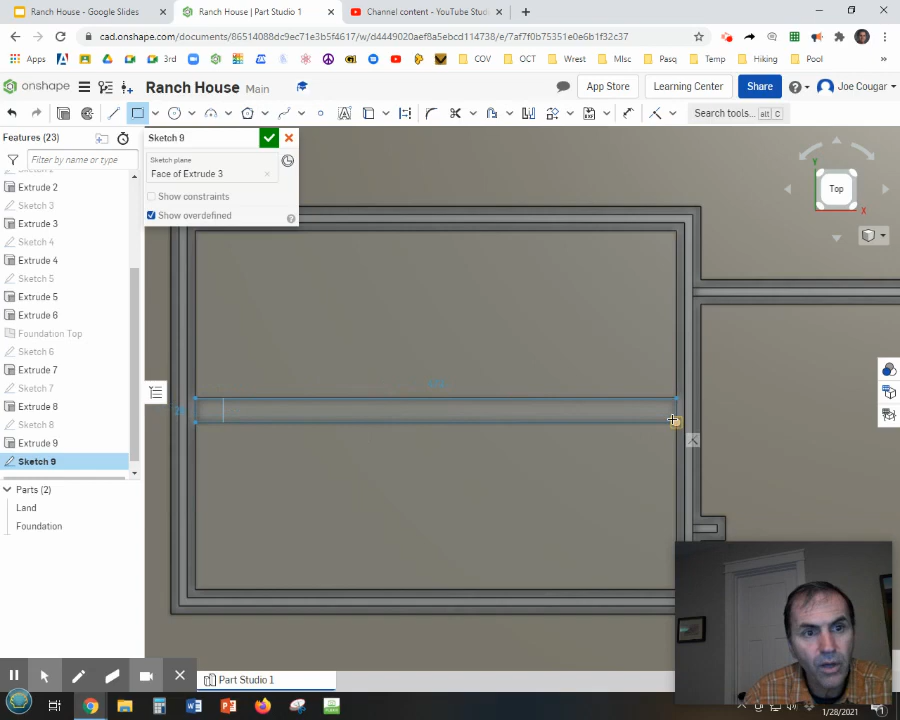 Ranch House - Google Slides
Ranch House | Part Studio 1
Channel content - YouTube Stud
cad.onshape.com/documents/86514088dc9ec71e3b5f4617/w/d4449020aef8a5ebcd114738/e/7af7f0b75351e0e6b1f32c37
Apps
3rd
COV
OCT
Wrest
MIsc
Pasq
Temp
Hiking
Pool
onshape
Ranch House Main
App Store
Learning Center
Share
Joe Cougar
Search tools...
alt C
Features (23)
Filter by name or type
Extrude 2
Sketch 3
Extrude 3
Sketch 4
Extrude 4
Sketch 5
Extrude 5
Extrude 6
Foundation Top
Sketch 6
Extrude 7
Sketch 7
Extrude 8
Sketch 8
Extrude 9
Sketch 9
Parts (2)
Land
Foundation
Sketch 9
Sketch plane
Face of Extrude 3
Show constraints
Show overdefined
Top
y
x
Part Studio 1
1/28/2021